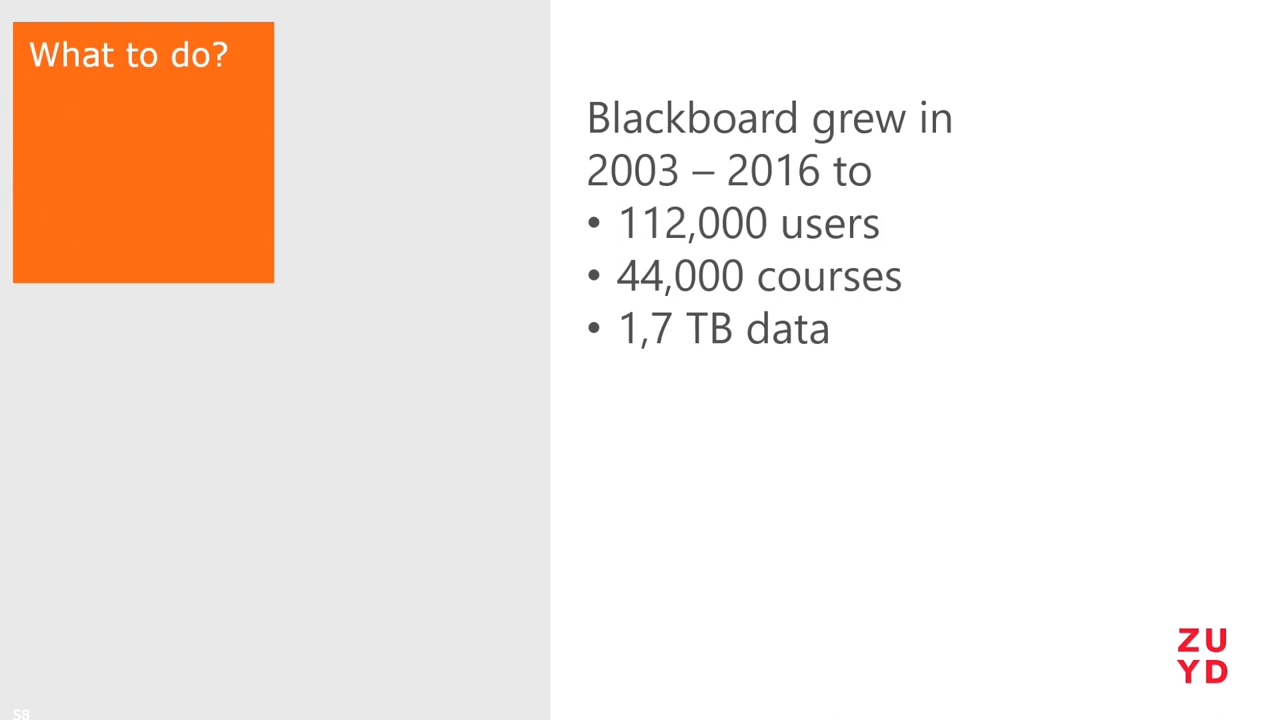 What to do?
Blackboard grew in
2003 – 2016 to
• 112,000 users
• 44,000 courses
• 1,7 TB data
ZU
YD
58